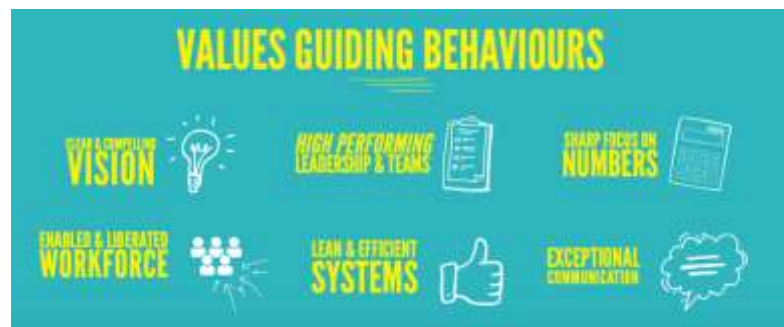 VALUES GUIDING BEHAVIOURS
CLEAR & COMPELLING
VISION
HIGH PERFORMING
LEADERSHIP & TEAMS
SHARP FOCUS ON
NUMBERS
ENABLED & LIBERATED
WORKFORCE
LEAN & EFFICIENT
SYSTEMS
EXCEPTIONAL
COMMUNICATION